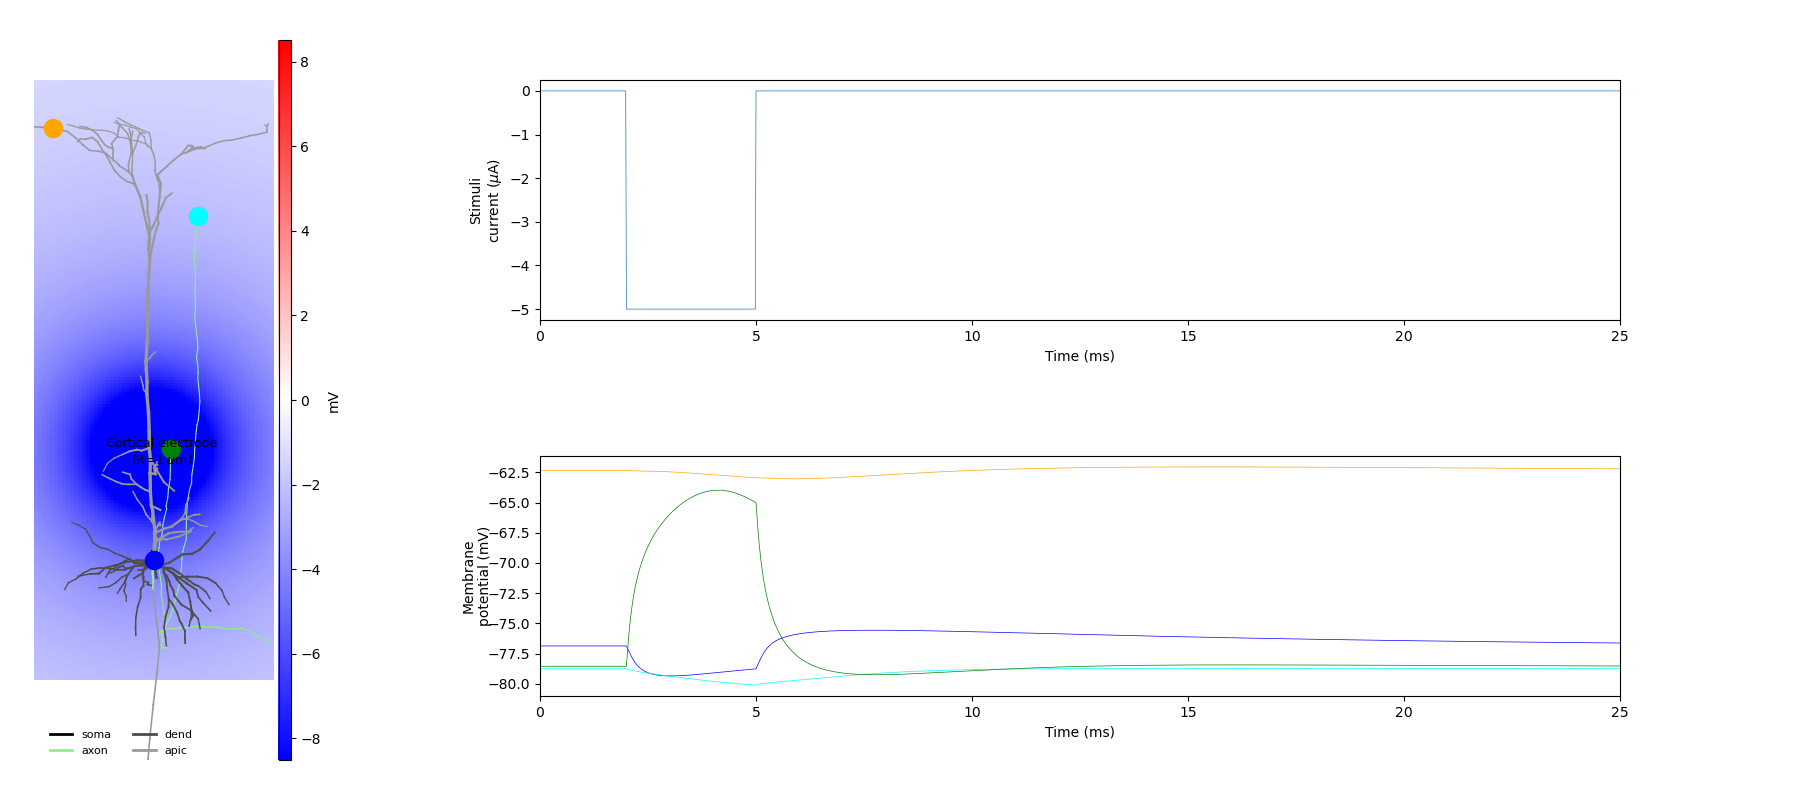 8
6
4
2
0
−2
−4
−6
−8
mV
Cortical electrode
soma
axon
dend
apic
0
−1
−2
−3
−4
−5
Stimuli
current (μA)
0
5
10
15
20
25
Time (ms)
−62.5
−65.0
−67.5
−70.0
−72.5
−75.0
−77.5
−80.0
Membrane
potential (mV)
0
5
10
15
20
25
Time (ms)